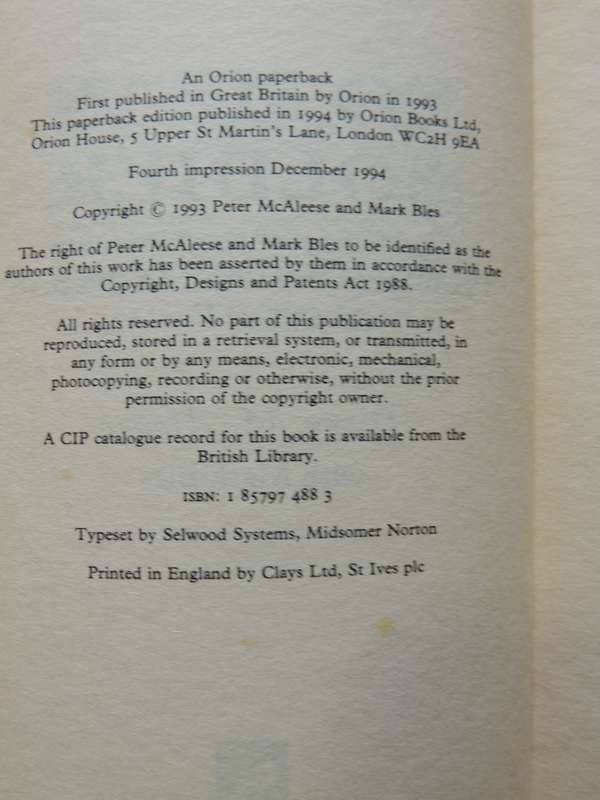 An Orion paperback
First published in Great Britain by Orion in 1993
This paperback edition published in 1994 by Orion Books Ltd,
Orion House, 5 Upper St Martin's Lane, London WC2H 9EA
Fourth impression December 1994
Copyright © 1993 Peter McAleese and Mark Bles
The right of Peter McAleese and Mark Bles to be identified as the
authors of this work has been asserted by them in accordance with the
Copyright, Designs and Patents Act 1988.
All rights reserved. No part of this publication may be
reproduced, stored in a retrieval system, or transmitted, in
any form or by any means, electronic, mechanical,
photocopying, recording or otherwise, without the prior
permission of the copyright owner.
A CIP catalogue record for this book is available from the
British Library.
ISBN: 1 85797 488 3
Typeset by Selwood Systems, Midsomer Norton
Printed in England by Clays Ltd, St Ives plc